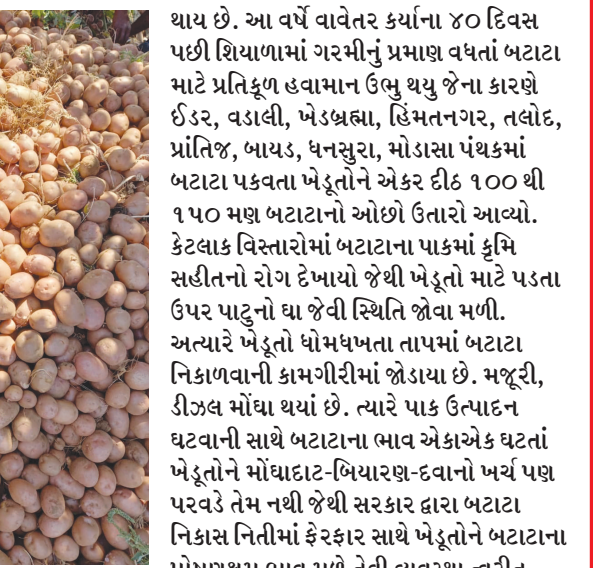 થાય છે. આ વર્ષે વાવેતર કર્યાના ૪૦ દિવસ
પછી શિયાળામાં ગરમીનું પ્રમાણ વધતાં બટાટા
માટે પ્રતિકૂળ હવામાન ઉભુ થયુ જેના કારણે
ઈડર, વડાલી, ખેડબ્રહ્મા, હિંમતનગર, તલોદ,
પ્રાંતિજ, બાયડ, ધનસુરા, મોડાસા પંથકમાં
બટાટા પકવતા ખેડૂતોને એકર દીઠ ૧૦૦ થી
૧૫૦ મણ બટાટાનો ઓછો ઉતારો આવ્યો.
કેટલાક વિસ્તારોમાં બટાટાના પાકમાં કૃમિ
સહીતનો રોગ દેખાયો જેથી ખેડૂતો માટે પડતા
ઉપર પાટુનો ઘા જેવી સ્થિતિ જોવા મળી.
અત્યારે ખેડૂતો ધોમધખતા તાપમાં બટાટા
નિકાળવાની કામગીરીમાં જોડાયા છે. મજૂરી,
ડીઝલ મોંઘા થયાં છે. ત્યારે પાક ઉત્પાદન
ઘટવાની સાથે બટાટાના ભાવ એકાએક ઘટતાં
ખેડૂતોને મોંઘાદાટ-બિયારણ-દવાનો ખર્ચ પણ
પરવડે તેમ નથી જેથી સરકાર દ્વારા બટાટા
નિકાસ નિતીમાં ફેરફાર સાથે ખેડૂતોને બટાટાના